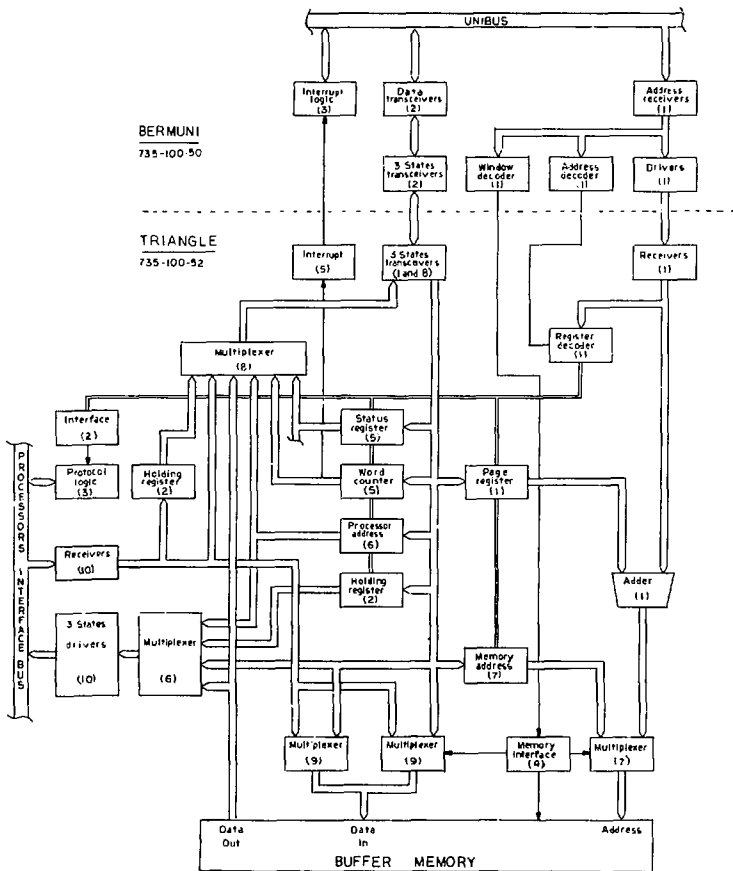 UNIBUS
Interrupt
logic
(3)
Data
transceivers
(2)
Address
receivers
(1)
BERMUNI
735-100-50
3 States
transceivers
(2)
Window
decoder
(1)
Address
decoder
(1)
Drivers
(1)
TRIANGLE
735-100-52
Interrupt
(5)
3 States
transceivers
(1 and 8)
Receivers
(1)
Register
decoder
(1)
Multiplexer
(8)
Interface
(2)
Status
register
(5)
PROCESSORS INTERFACE BUS
Protocol
logic
(3)
Holding
register
(2)
Word
counter
(5)
Page
register
(1)
Processor
address
(6)
Receivers
(10)
Holding
register
(2)
Adder
(1)
3 States
drivers
(10)
Multiplexer
(6)
Memory
address
(7)
Multiplexer
(9)
Multiplexer
(9)
Memory
interface
(4)
Multiplexer
(7)
Data
Out
Data
In
Address
BUFFER MEMORY